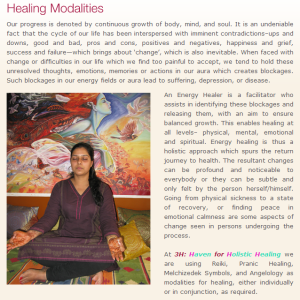 Healing Modalities
Our progress is denoted by continuous growth of body, mind, and soul. It is an undeniable
fact that the cycle of our life has been interspersed with imminent contradictions-ups and
downs, good and bad, pros and cons, positives and negatives, happiness and grief,
success and failure—which brings about 'change', which is also inevitable. When faced with
change or difficulties in our life which we find too painful to accept, we tend to hold these
unresolved thoughts, emotions, memories or actions in our aura which creates blockages.
Such blockages in our energy fields or aura lead to suffering, depression, or disease.
An Energy Healer is a facilitator who
assists in identifying these blockages and
releasing them, with an aim to ensure
balanced growth. This enables healing at
all levels- physical, mental, emotional
and spiritual. Energy healing is thus a
holistic approach which spurs the return
journey to health. The resultant changes
can be profound and noticeable to
everybody or they can be subtle and
only felt by the person herself/himself.
Going from physical sickness to a state
of recovery, or finding peace in
emotional calmness are some aspects of
change seen in persons undergoing the
process.
At 3H: Haven for Holistic Healing we
are using Reiki, Pranic Healing,
Melchizedek Symbols, and Angelology as
modalities for healing, either individually
or in conjunction, as required.